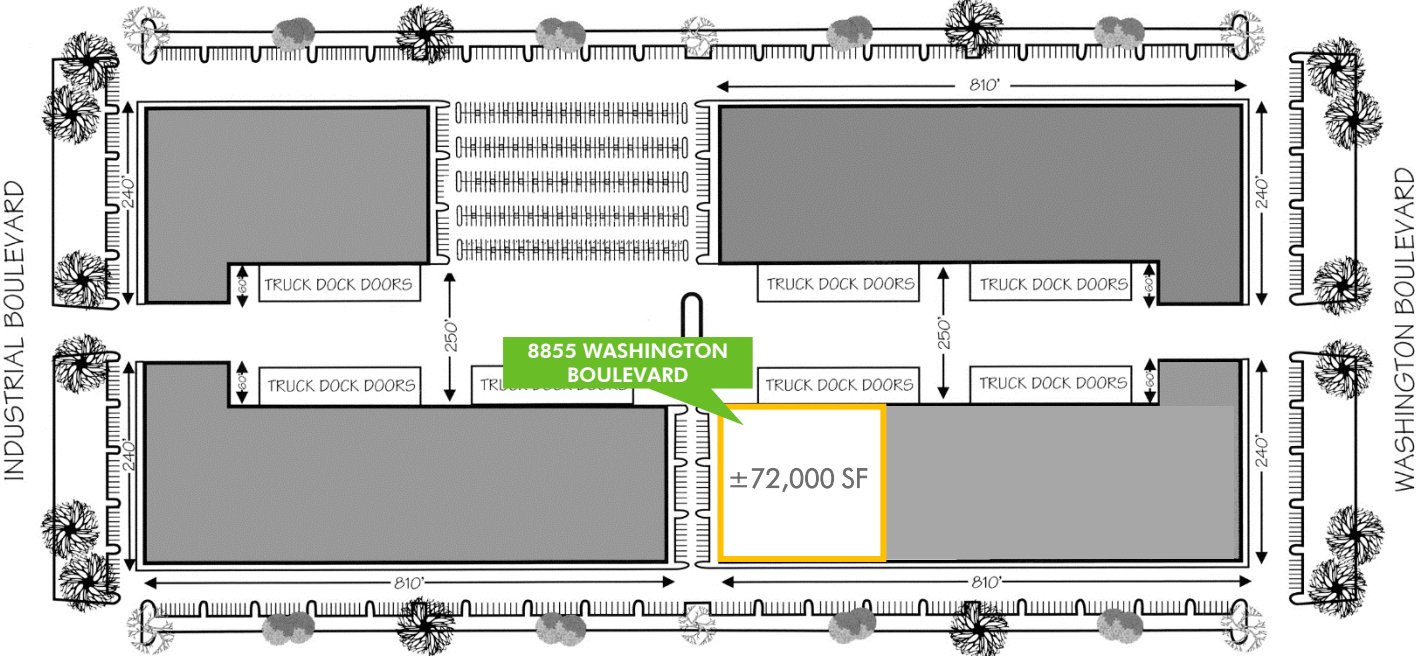 810'
INDUSTRIAL BOULEVARD
WASHINGTON BOULEVARD
240'
240'
TRUCK DOCK DOORS
TRUCK DOCK DOORS
TRUCK DOCK DOORS
60'
60'
250'
250'
8855 WASHINGTON
BOULEVARD
60'
TRUCK DOCK DOORS
TRUCK DOCK DOORS
TRUCK DOCK DOORS
TRUCK DOCK DOORS
60'
240'
±72,000 SF
240'
810'
810'